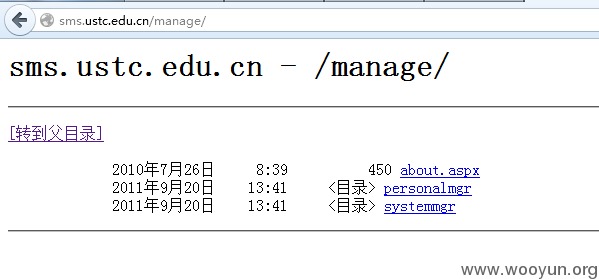 sms.ustc.edu.cn/manage/
sms.ustc.edu.cn - /manage/
[转到父目录]
2010年7月26日 8:39 450 about.aspx
2011年9月20日 13:41 <目录> personalmgr
2011年9月20日 13:41 <目录> systemmgr
www.wooyun.org